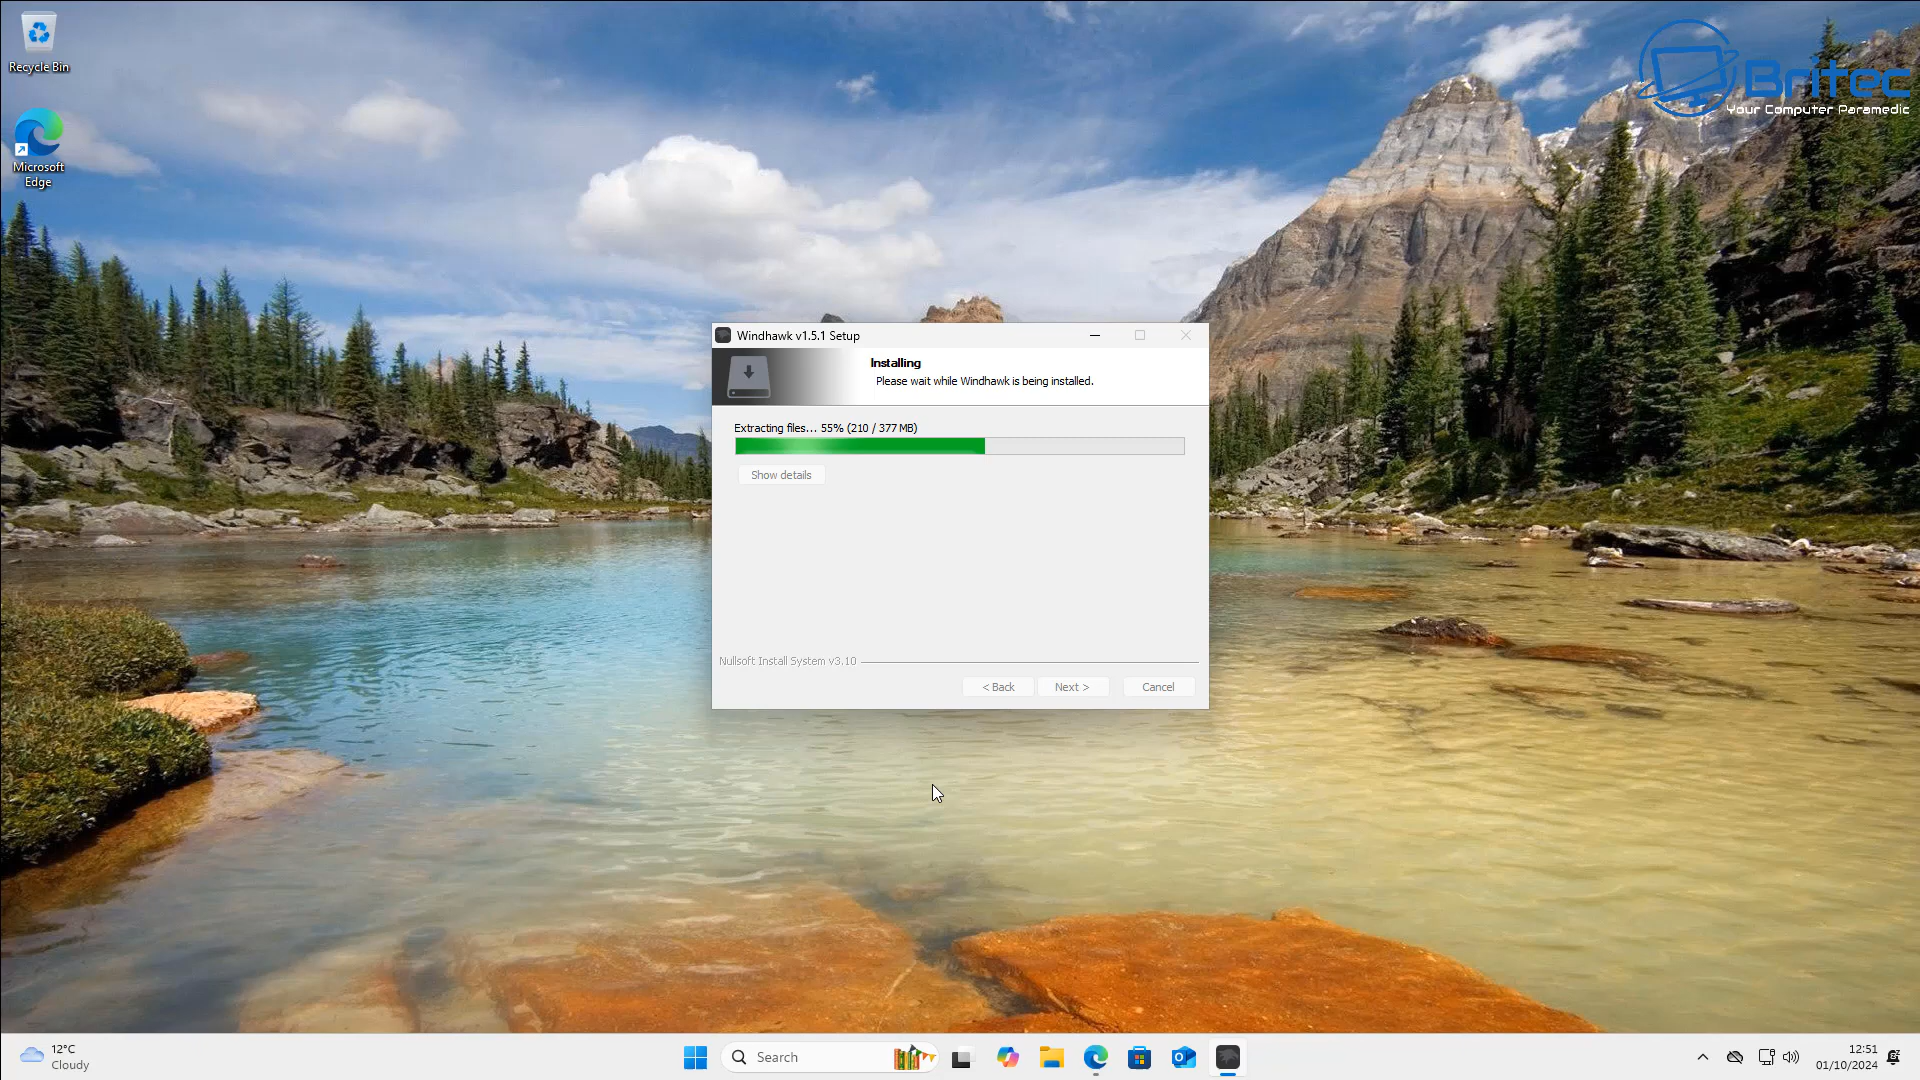 Recycle Bin
Microsoft
Edge
Britec
Your Computer Paramedic
Windhawk v1.5.1 Setup
Installing
Please wait while Windhawk is being installed.
Extracting files... 55% (210 / 377 MB)
Show details
Nullsoft Install System v3.10
< Back
Next >
Cancel
12°C
Cloudy
Search
12:51
01/10/2024